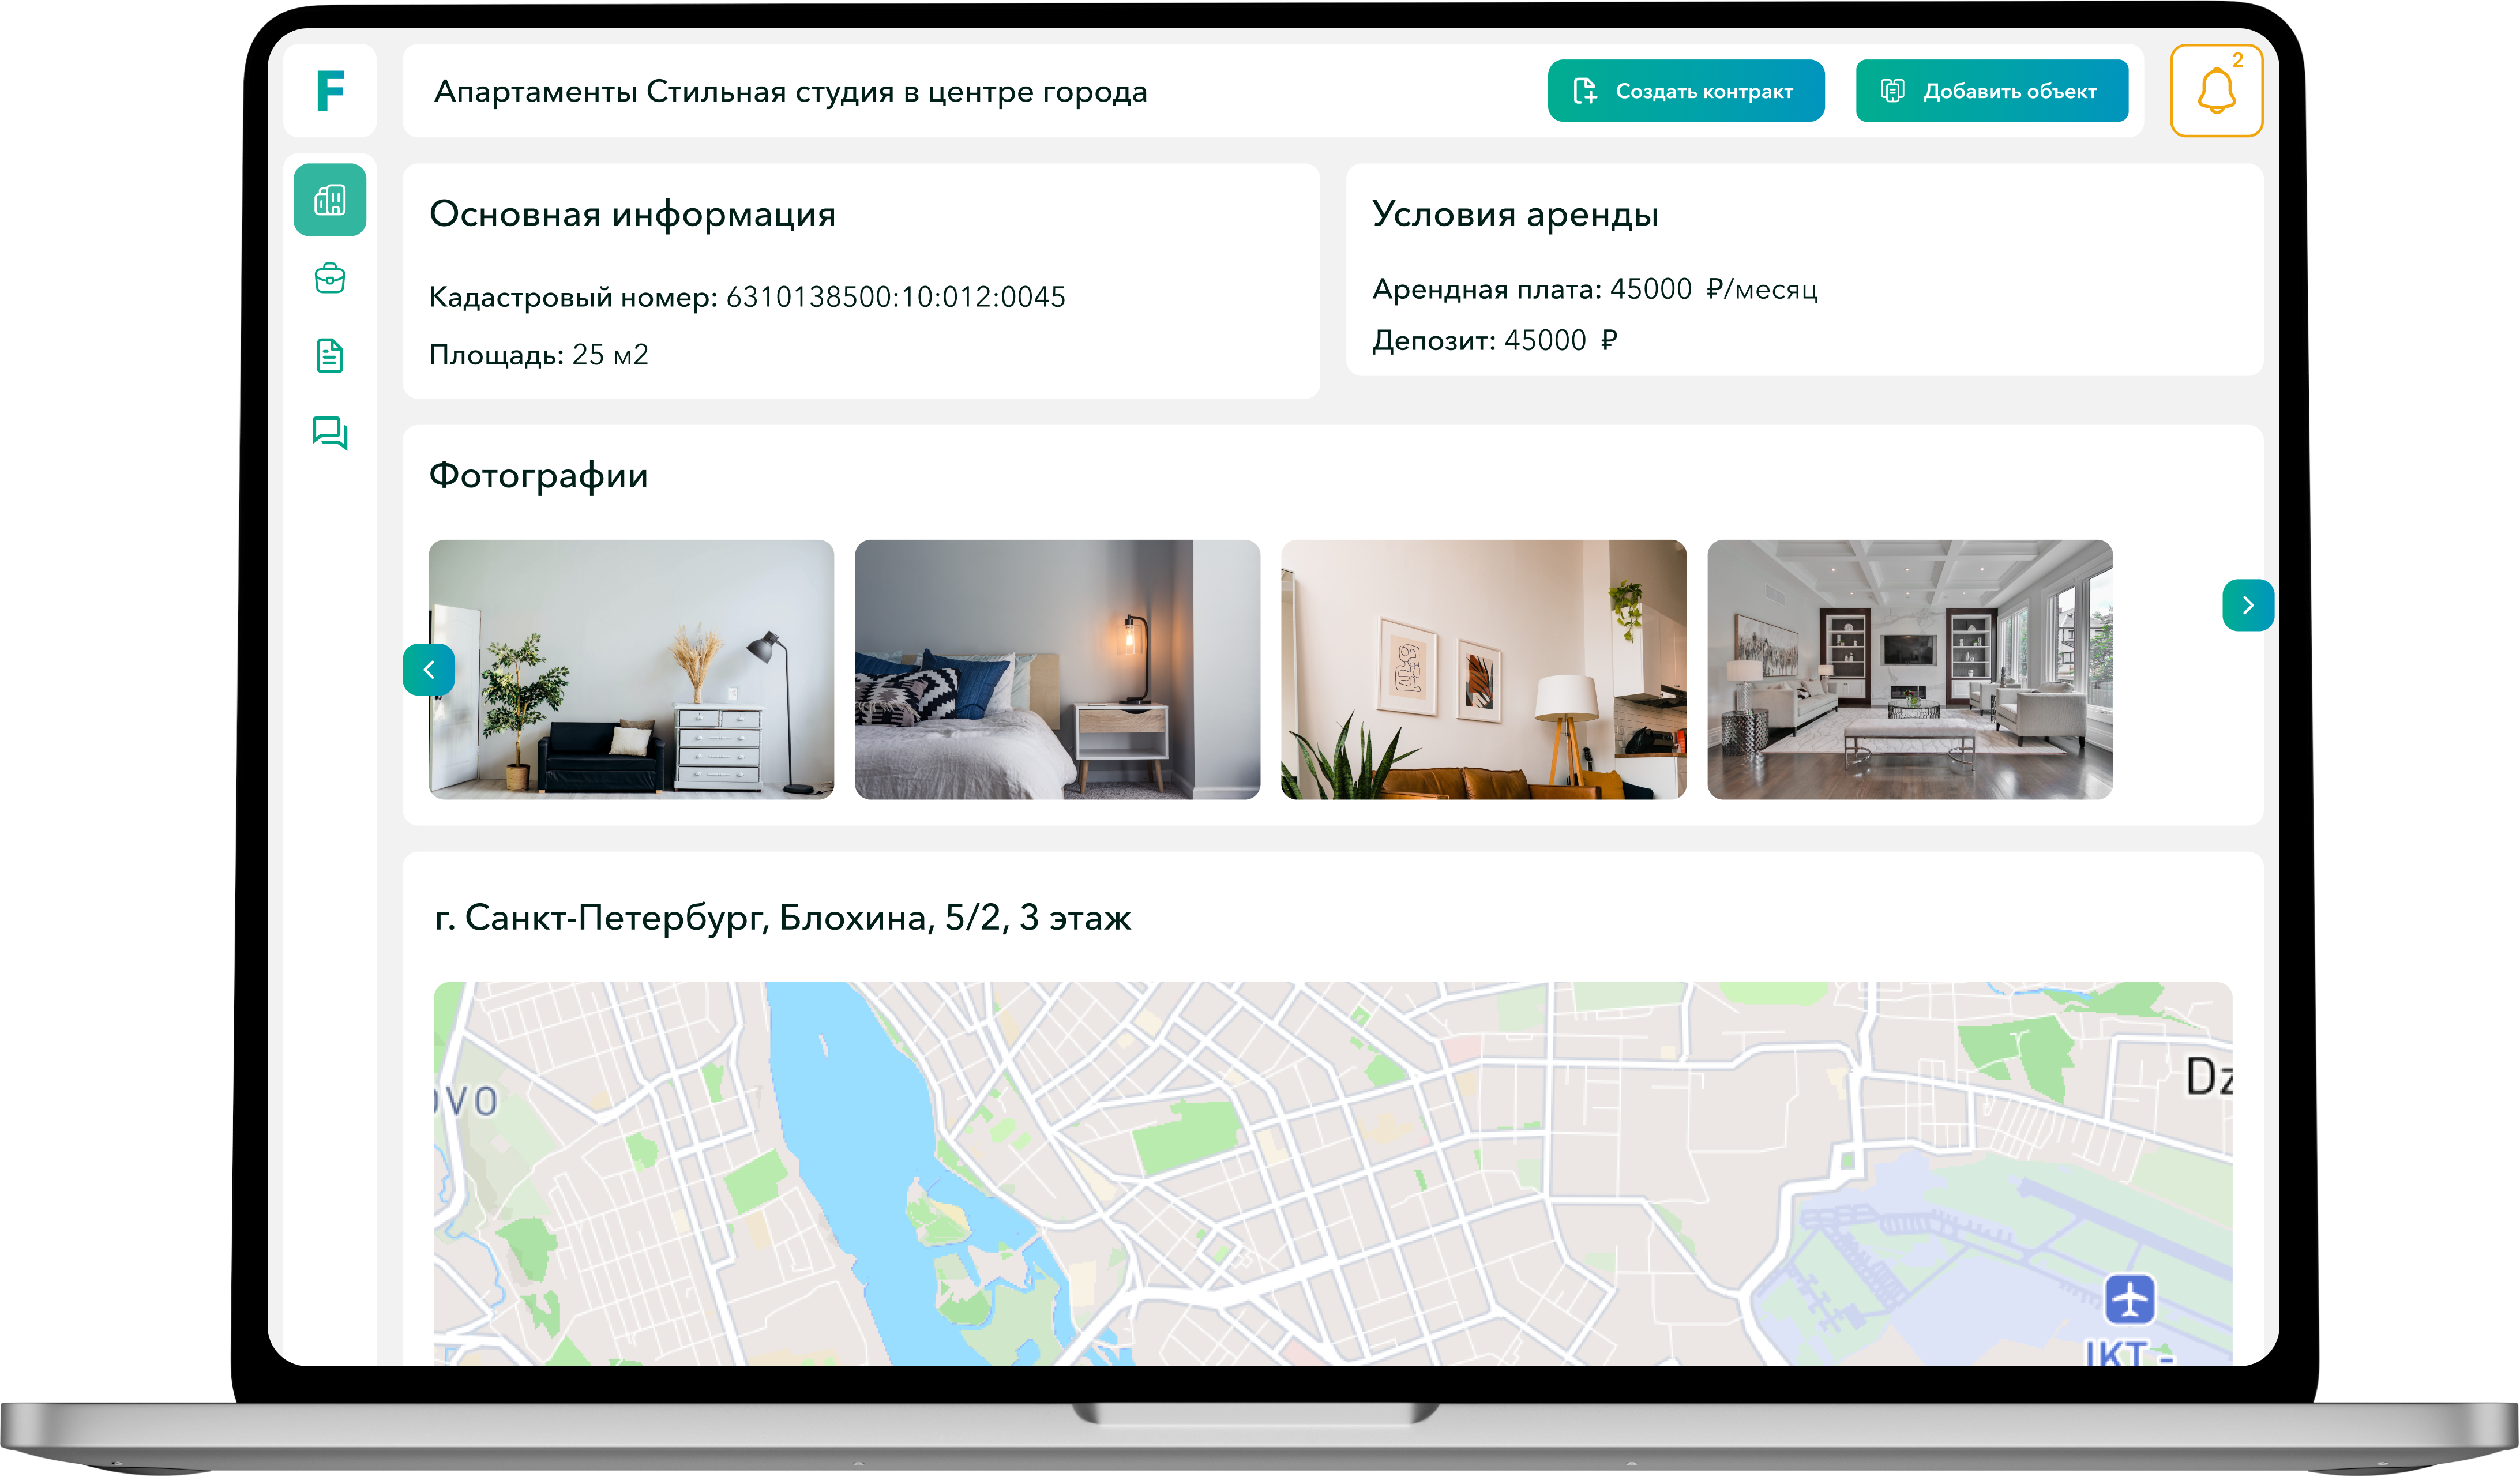 F
Апартаменты Стильная студия в центре города
Создать контракт
Добавить объект
2
Основная информация
Кадастровый номер: 6310138500:10:012:0045
Площадь: 25 м2
Условия аренды
Арендная плата: 45000 ₽/месяц
Депозит: 45000 ₽
Фотографии
г. Санкт-Петербург, Блохина, 5/2, 3 этаж
vo
Dz
IKT -